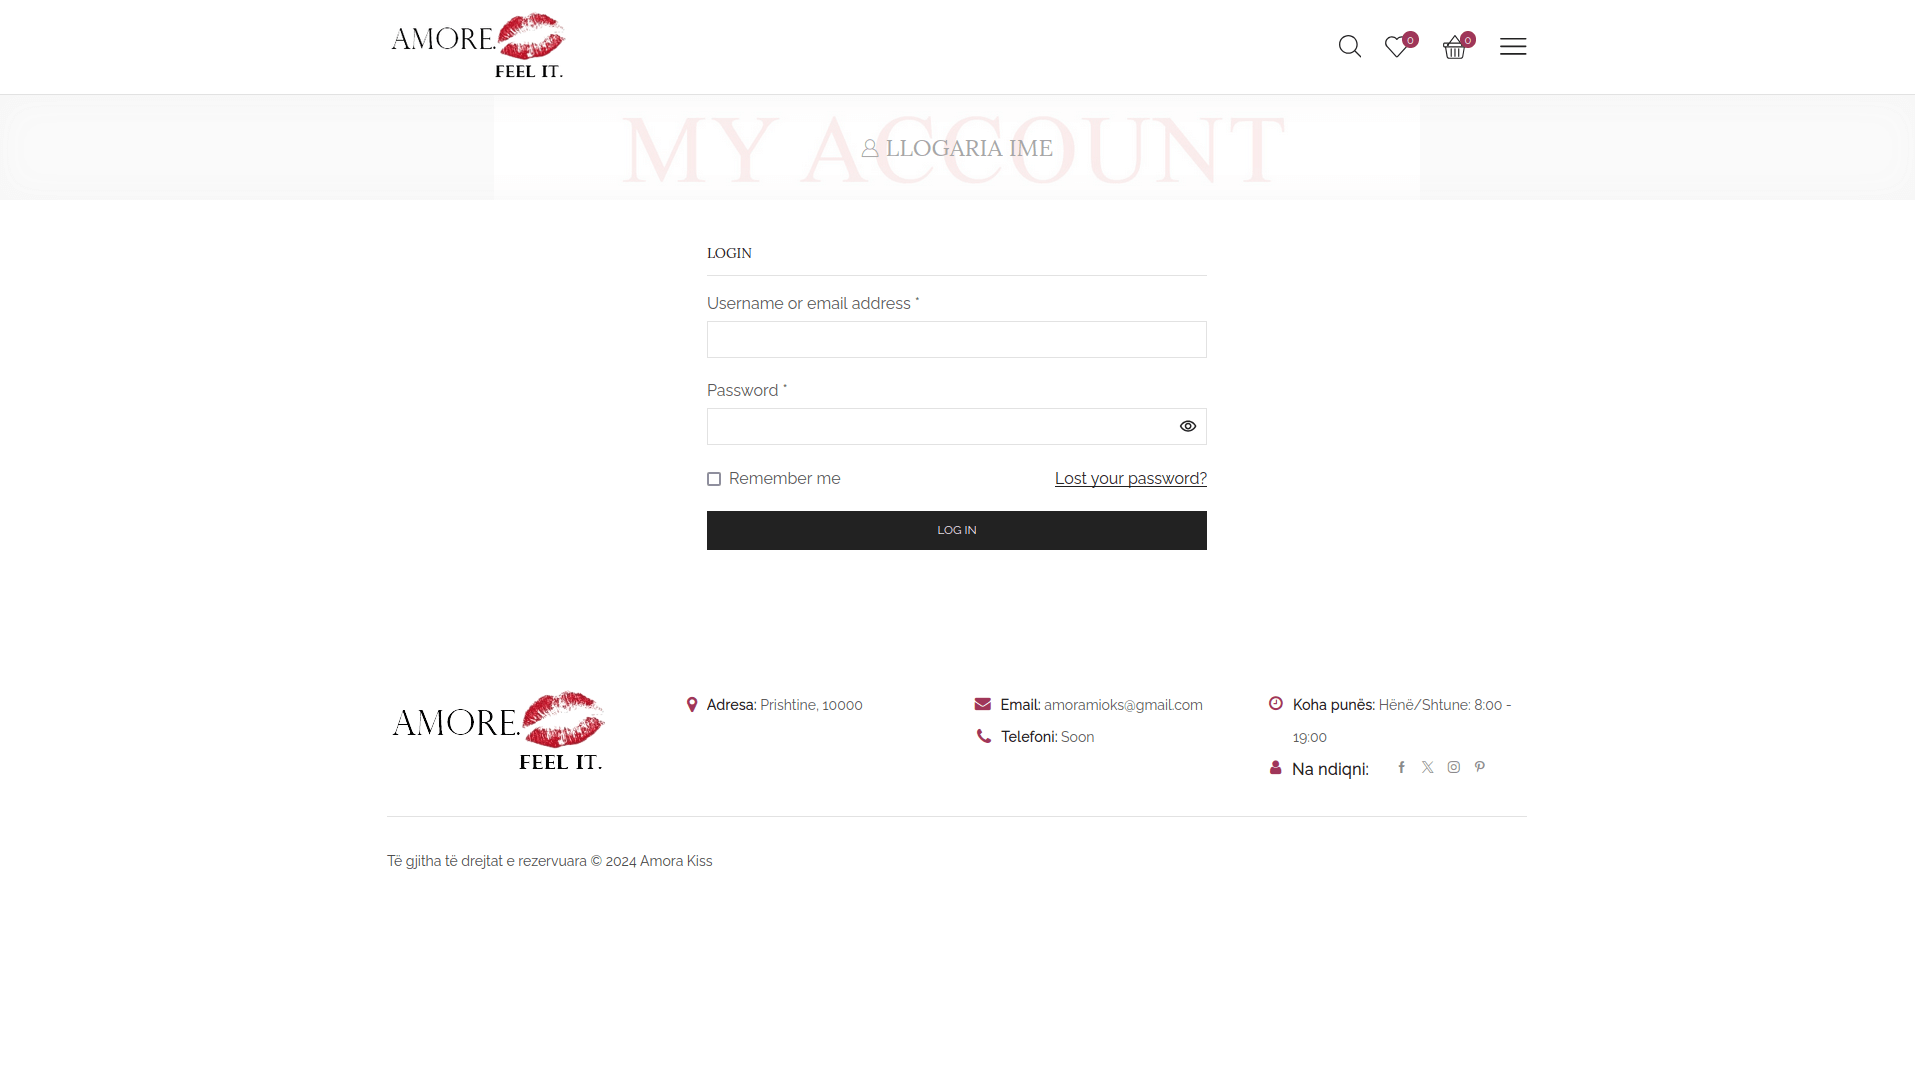 AMORE.
FEEL IT.
0
0
MY ACCOUNT
LLOGARIA IME
LOGIN
Username or email address *
Password *
Remember me
Lost your password?
LOG IN
AMORE.
FEEL IT.
Adresa: Prishtine, 10000
Email: amoramioks@gmail.com
Telefoni: Soon
Koha punës: Hënë/Shtune: 8:00 -
19:00
Na ndiqni:
Të gjitha të drejtat e rezervuara © 2024 Amora Kiss